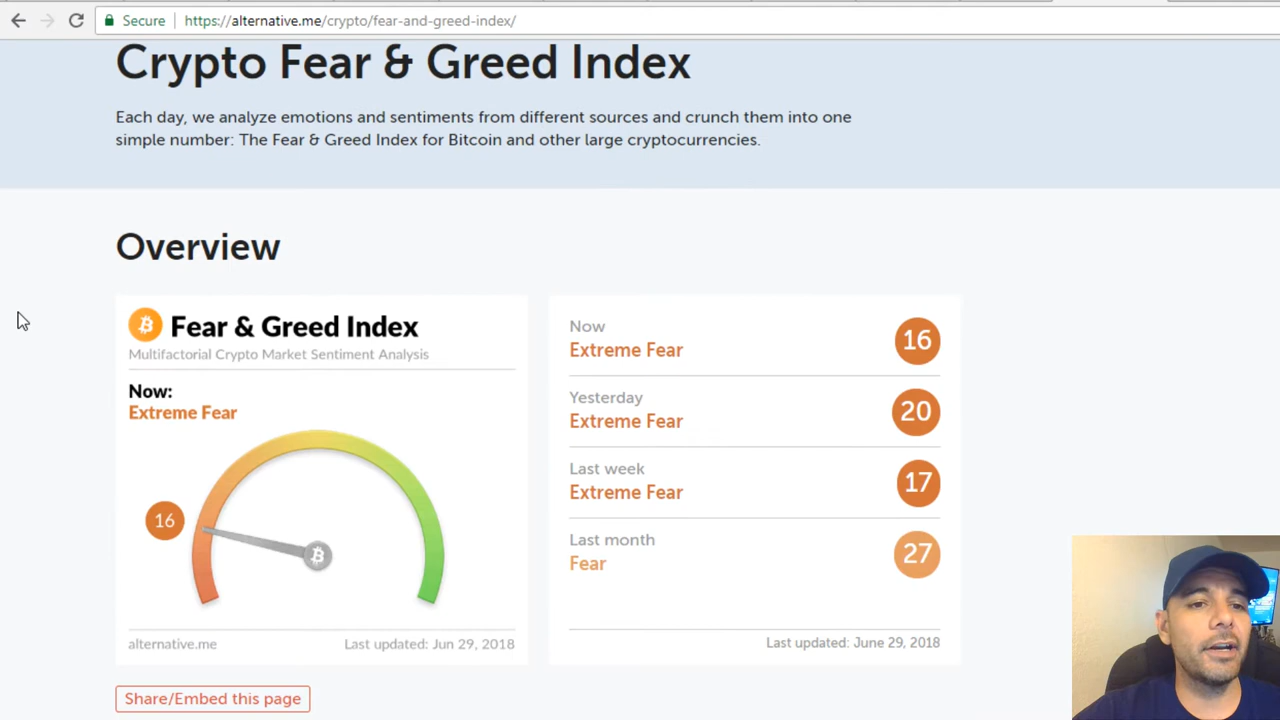 Secure https://alternative.me/crypto/fear-and-greed-index/
Crypto Fear & Greed Index
Each day, we analyze emotions and sentiments from different sources and crunch them into one
simple number: The Fear & Greed Index for Bitcoin and other large cryptocurrencies.
Overview
Fear & Greed Index
Multifactorial Crypto Market Sentiment Analysis
Now:
Extreme Fear
16
alternative.me Last updated: Jun 29, 2018
Now
Extreme Fear 16
Yesterday
Extreme Fear 20
Last week
Extreme Fear 17
Last month
Fear 27
Last updated: June 29, 2018
Share/Embed this page